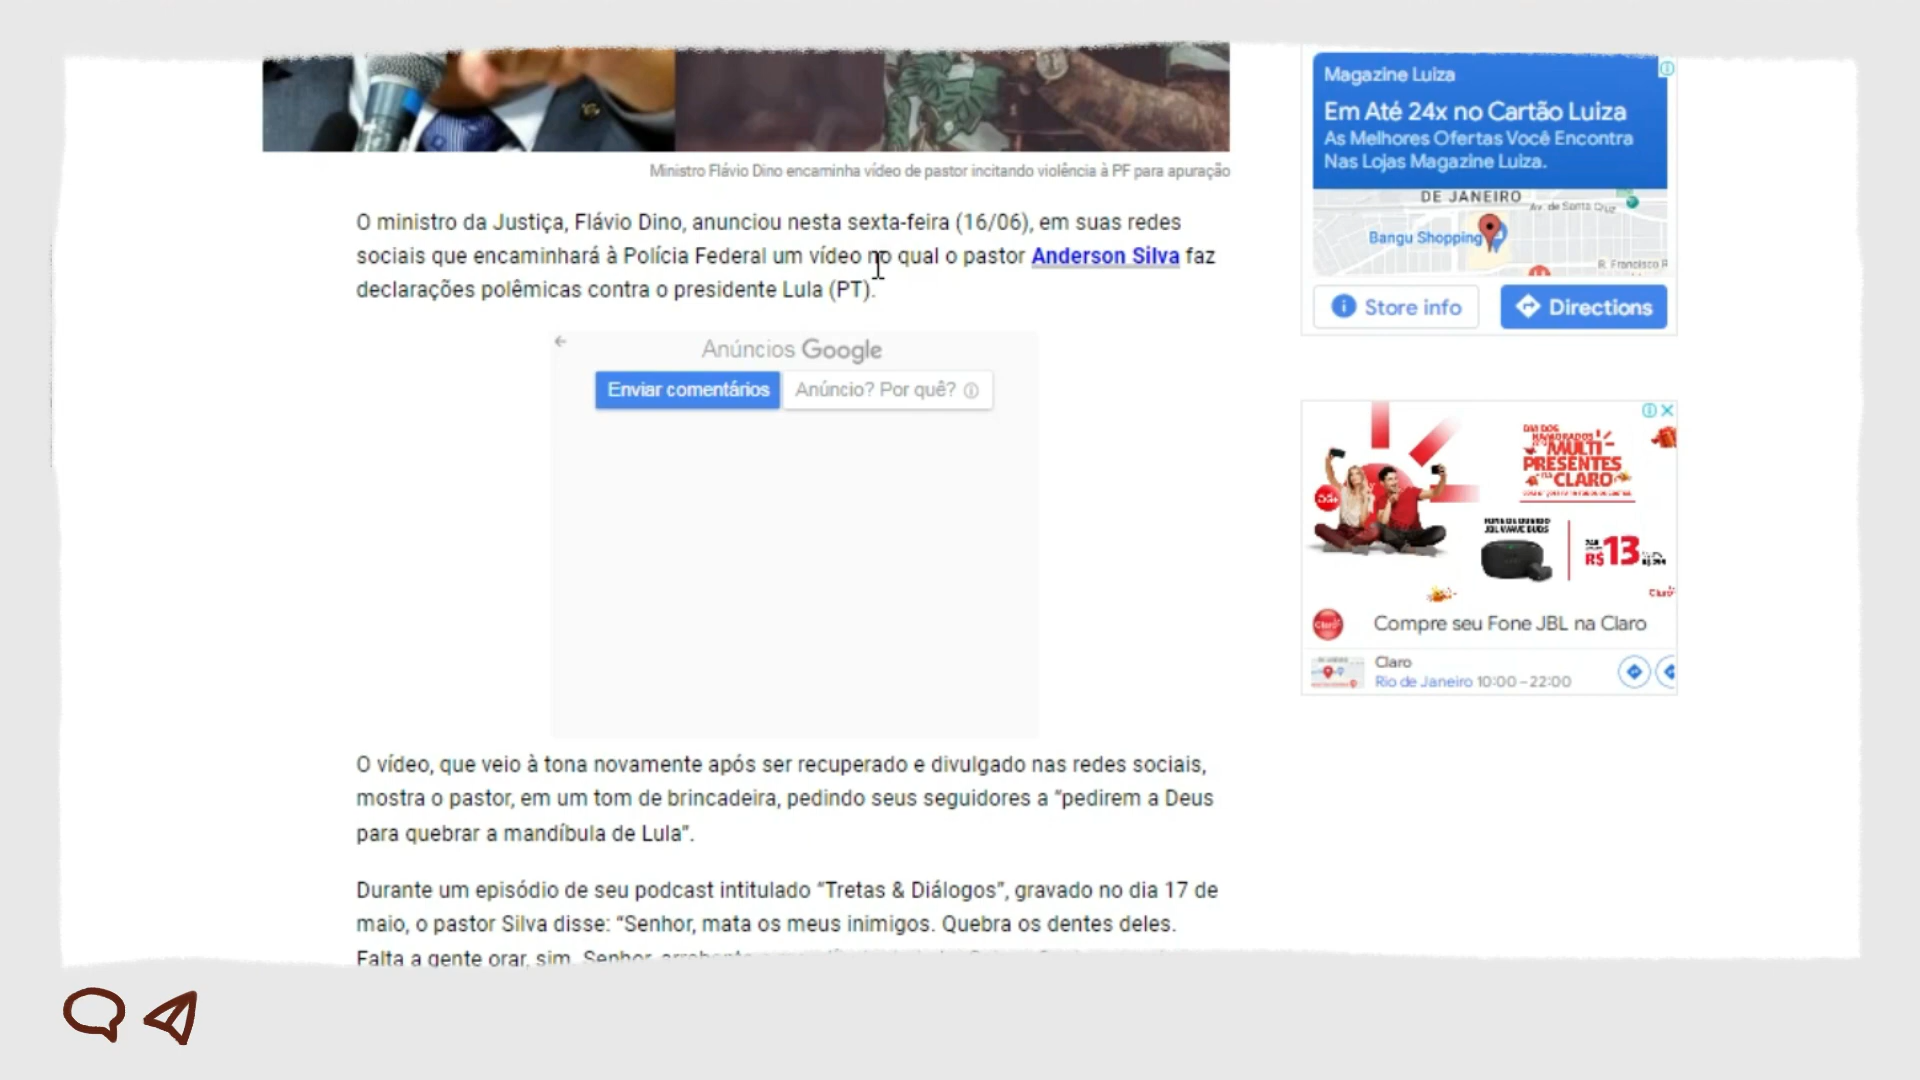 Ministro Flávio Dino encaminha vídeo de pastor incitando violência à PF para apuração
O ministro da Justiça, Flávio Dino, anunciou nesta sexta-feira (16/06), em suas redes
sociais que encaminhará à Polícia Federal um vídeo no qual o pastor Anderson Silva faz
declarações polêmicas contra o presidente Lula (PT).
Anúncios Google
Enviar comentários
Anúncio? Por quê?
O vídeo, que veio à tona novamente após ser recuperado e divulgado nas redes sociais,
mostra o pastor, em um tom de brincadeira, pedindo seus seguidores a “pedirem a Deus
para quebrar a mandíbula de Lula”.
Durante um episódio de seu podcast intitulado “Tretas & Diálogos”, gravado no dia 17 de
maio, o pastor Silva disse: “Senhor, mata os meus inimigos. Quebra os dentes deles.
Falta a gente orar, sim. Senhor,
Magazine Luiza
Em Até 24x no Cartão Luiza
As Melhores Ofertas Você Encontra
Nas Lojas Magazine Luiza.
DE JANEIRO
Av. de Santa Cruz
Bangu Shopping
R. Francisco R
Store info
Directions
MULTI
PRESENTES
CLARO
JBL WAVE BUDS
R$ 13
Compre seu Fone JBL na Claro
Claro
Rio de Janeiro 10:00 – 22:00